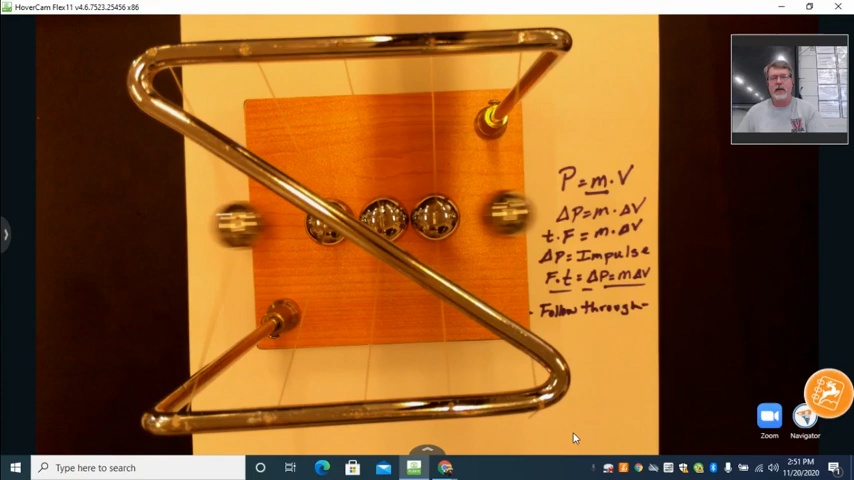 HoverCam Flex11 v4.6.7523.25456 x86
P = m · V
ΔP = m · ΔV
t · F = m · ΔV
ΔP = Impulse
F · t = ΔP = mΔV
- Follow through -
Zoom
Navigator
Type here to search
2:51 PM
11/20/2020